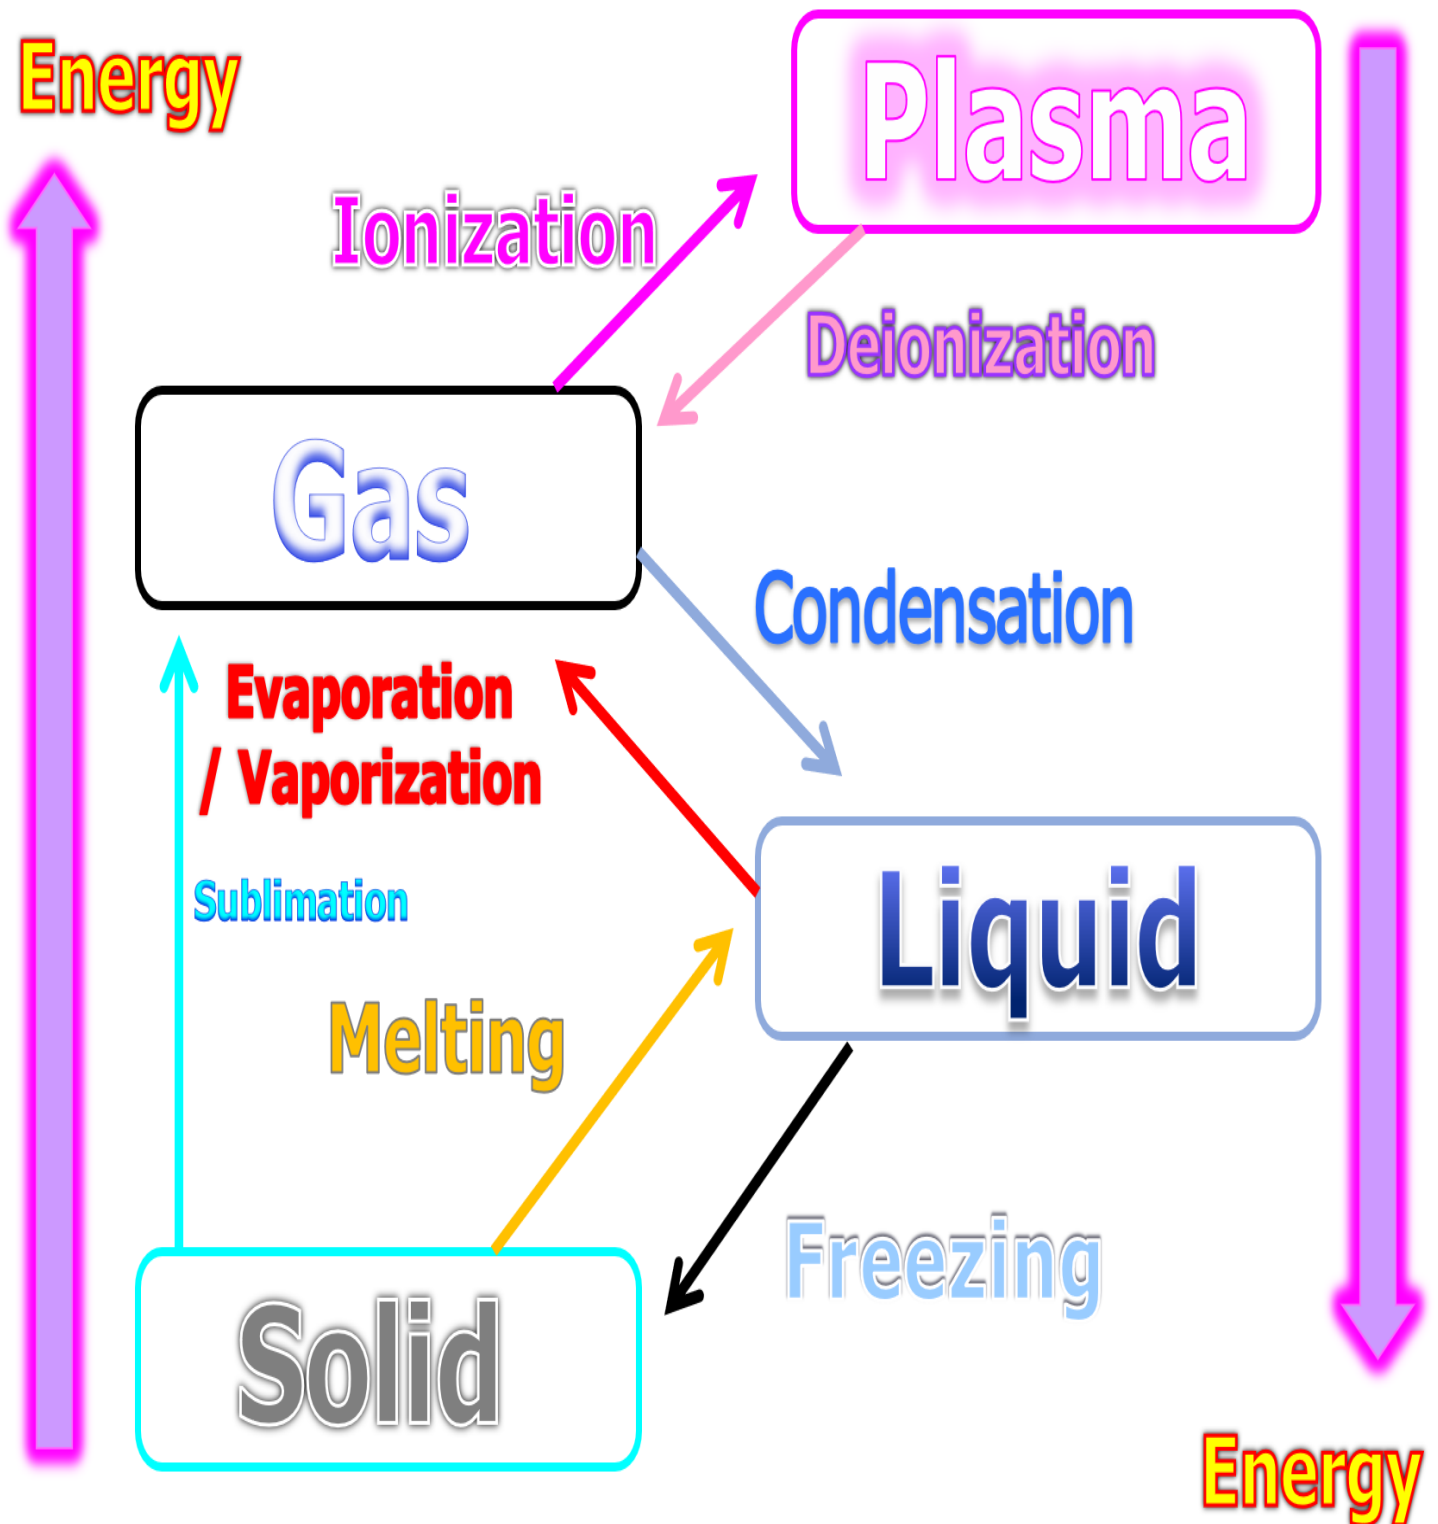 Energy
Plasma
Ionization
Deionization
Gas
Condensation
Evaporation
/ Vaporization
Sublimation
Liquid
Melting
Freezing
Solid
Energy